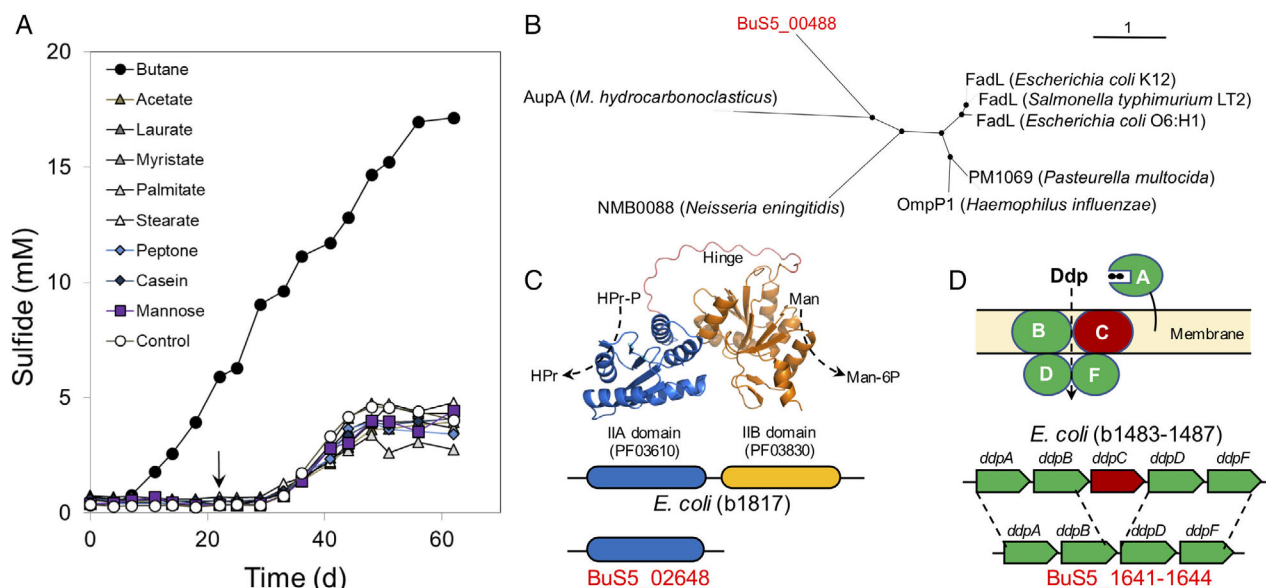 A
Sulfide (mM)
20
15
10
5
0
0
20
40
60
Time (d)
Butane
Acetate
Laurate
Myristate
Palmitate
Stearate
Peptone
Casein
Mannose
Control
B
BuS5_00488
1
AupA (M. hydrocarbonoclasticus)
FadL (Escherichia coli K12)
FadL (Salmonella typhimurium LT2)
FadL (Escherichia coli O6:H1)
PM1069 (Pasteurella multocida)
OmpP1 (Haemophilus influenzae)
NMB0088 (Neisseria eningitidis)
C
Hinge
HPr-P
Man
HPr
Man-6P
IIA domain
(PF03610)
IIB domain
(PF03830)
E. coli (b1817)
BuS5_02648
D
Ddp
A
B
C
Membrane
D
F
E. coli (b1483-1487)
ddpA
ddpB
ddpC
ddpD
ddpF
ddpA
ddpB
ddpD
ddpF
BuS5_1641-1644